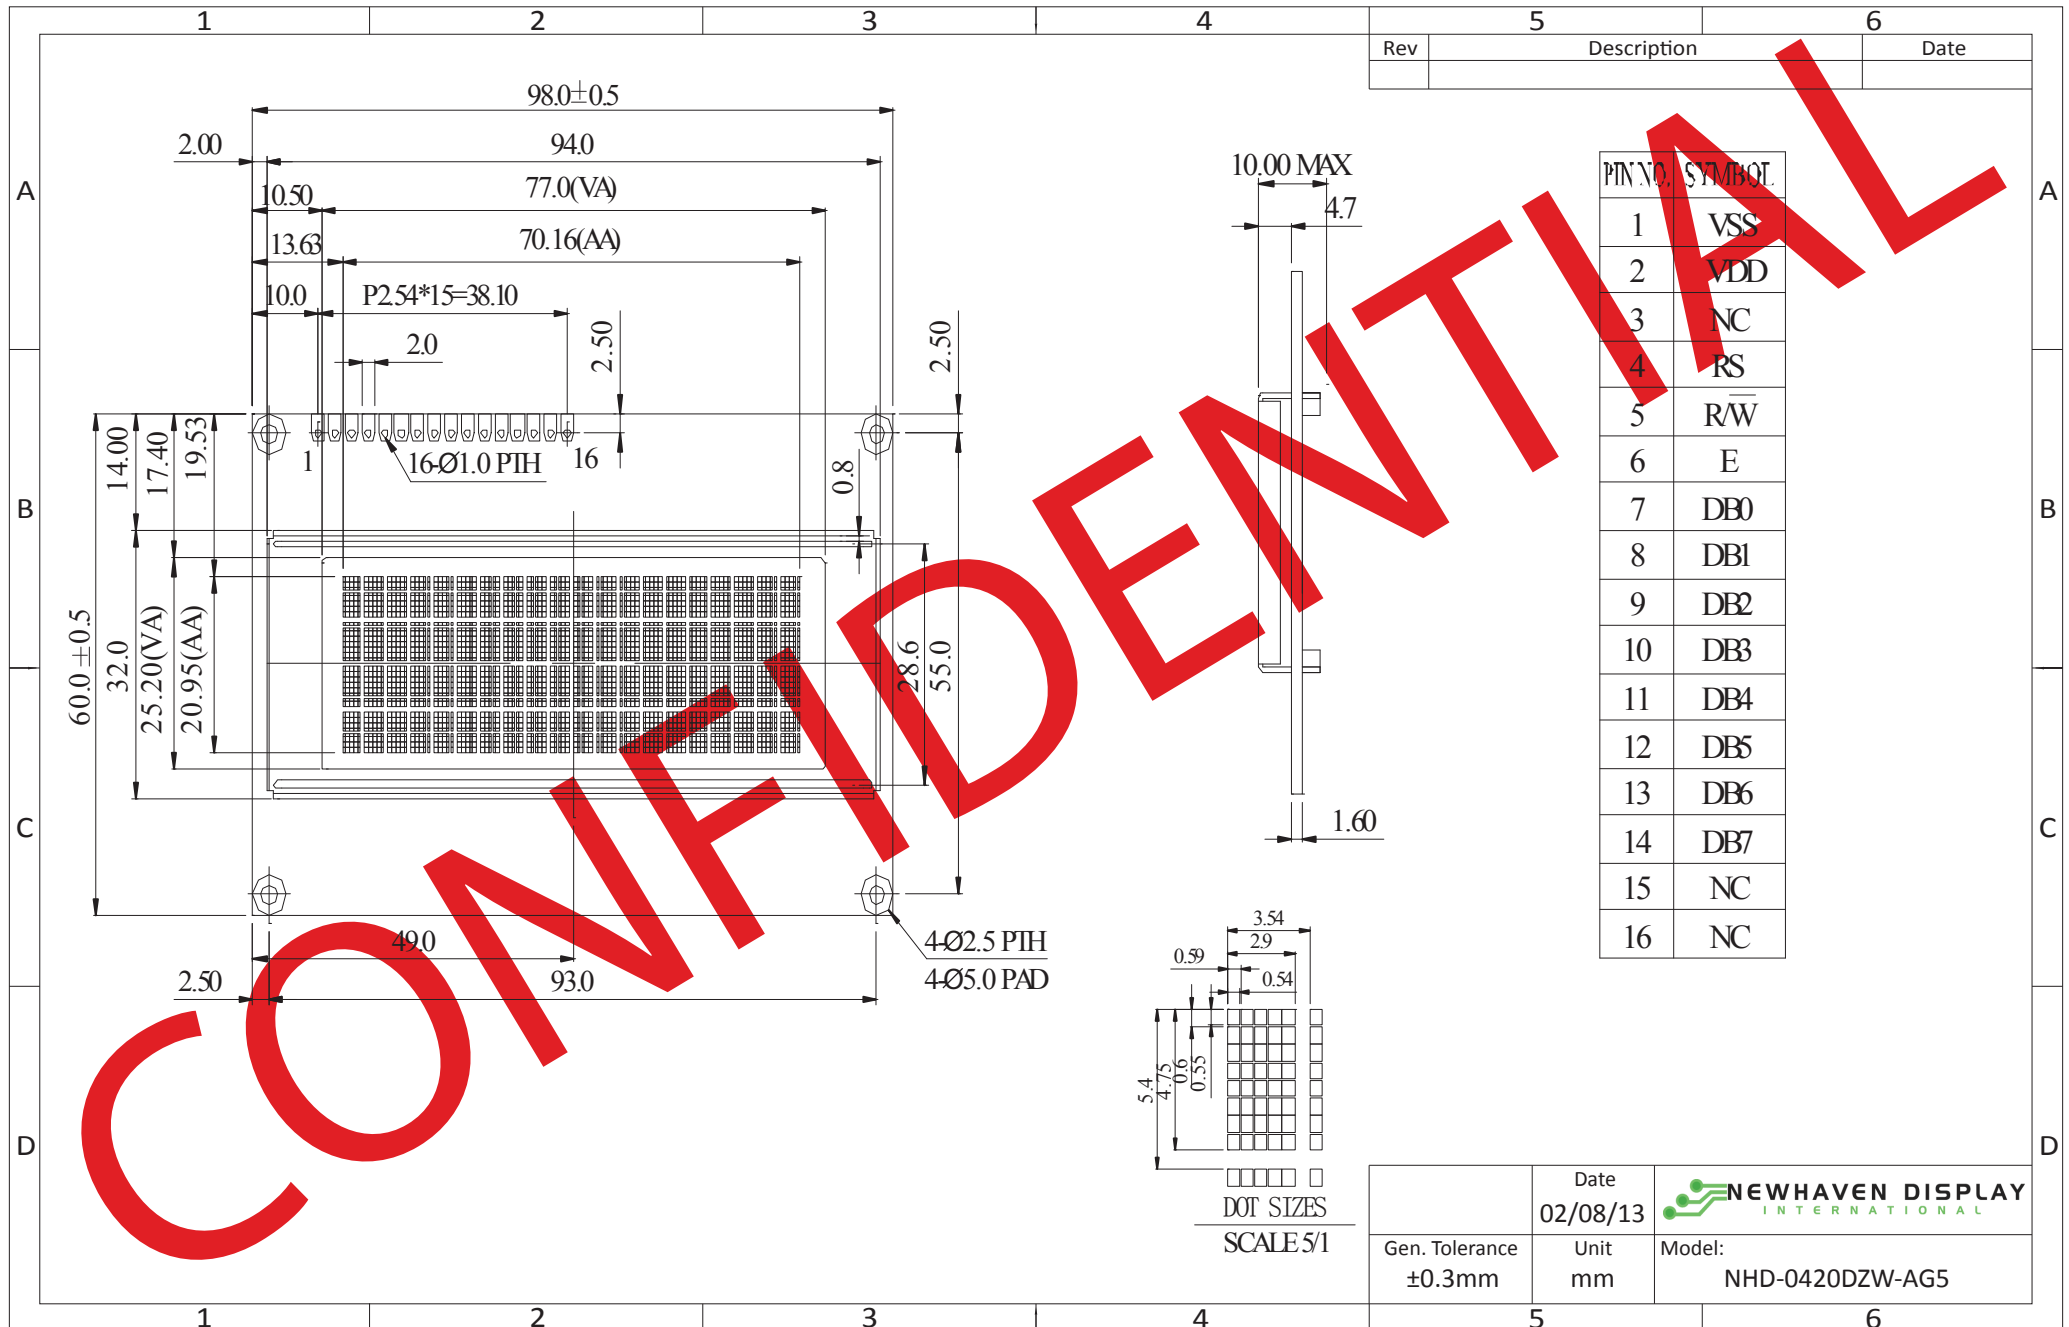 1 2 3 4 5 6
Rev Description Date
A A
B B
C C
D D
98.0±0.5
2.00 94.0
10.50 77.0(VA)
13.63 70.16(AA)
10.0 P2.54*15=38.10
2.0
2.50
2.50
14.00
17.40
19.53
1 16-Ø1.0 PTH 16
0.8
60.0 ±0.5
32.0
25.20(VA)
20.95(AA)
28.6
55.0
49.0
2.50 93.0
4-Ø2.5 PTH
4-Ø5.0 PAD
10.00 MAX
4.7
1.60
PIN NO. SYMBOL
1 VSS
2 VDD
3 NC
4 RS
5 R/W̅
6 E
7 DB0
8 DB1
9 DB2
10 DB3
11 DB4
12 DB5
13 DB6
14 DB7
15 NC
16 NC
3.54
2.9
0.59
0.54
5.4
4.75
0.6
0.55
DOT SIZES
SCALE 5/1
CONFIDENTIAL
Date
02/08/13
NEWHAVEN DISPLAY
INTERNATIONAL
Gen. Tolerance
±0.3mm
Unit
mm
Model:
NHD-0420DZW-AG5
1 2 3 4 5 6